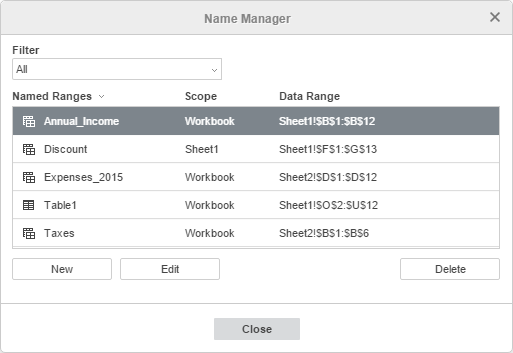 Name Manager
Filter
All
Named Ranges Scope Data Range
Annual_Income Workbook Sheet1!$B$1:$B$12
Discount Sheet1 Sheet1!$F$1:$G$13
Expenses_2015 Workbook Sheet2!$D$1:$D$12
Table1 Workbook Sheet1!$O$2:$U$12
Taxes Workbook Sheet2!$B$1:$B$6
New Edit Delete
Close